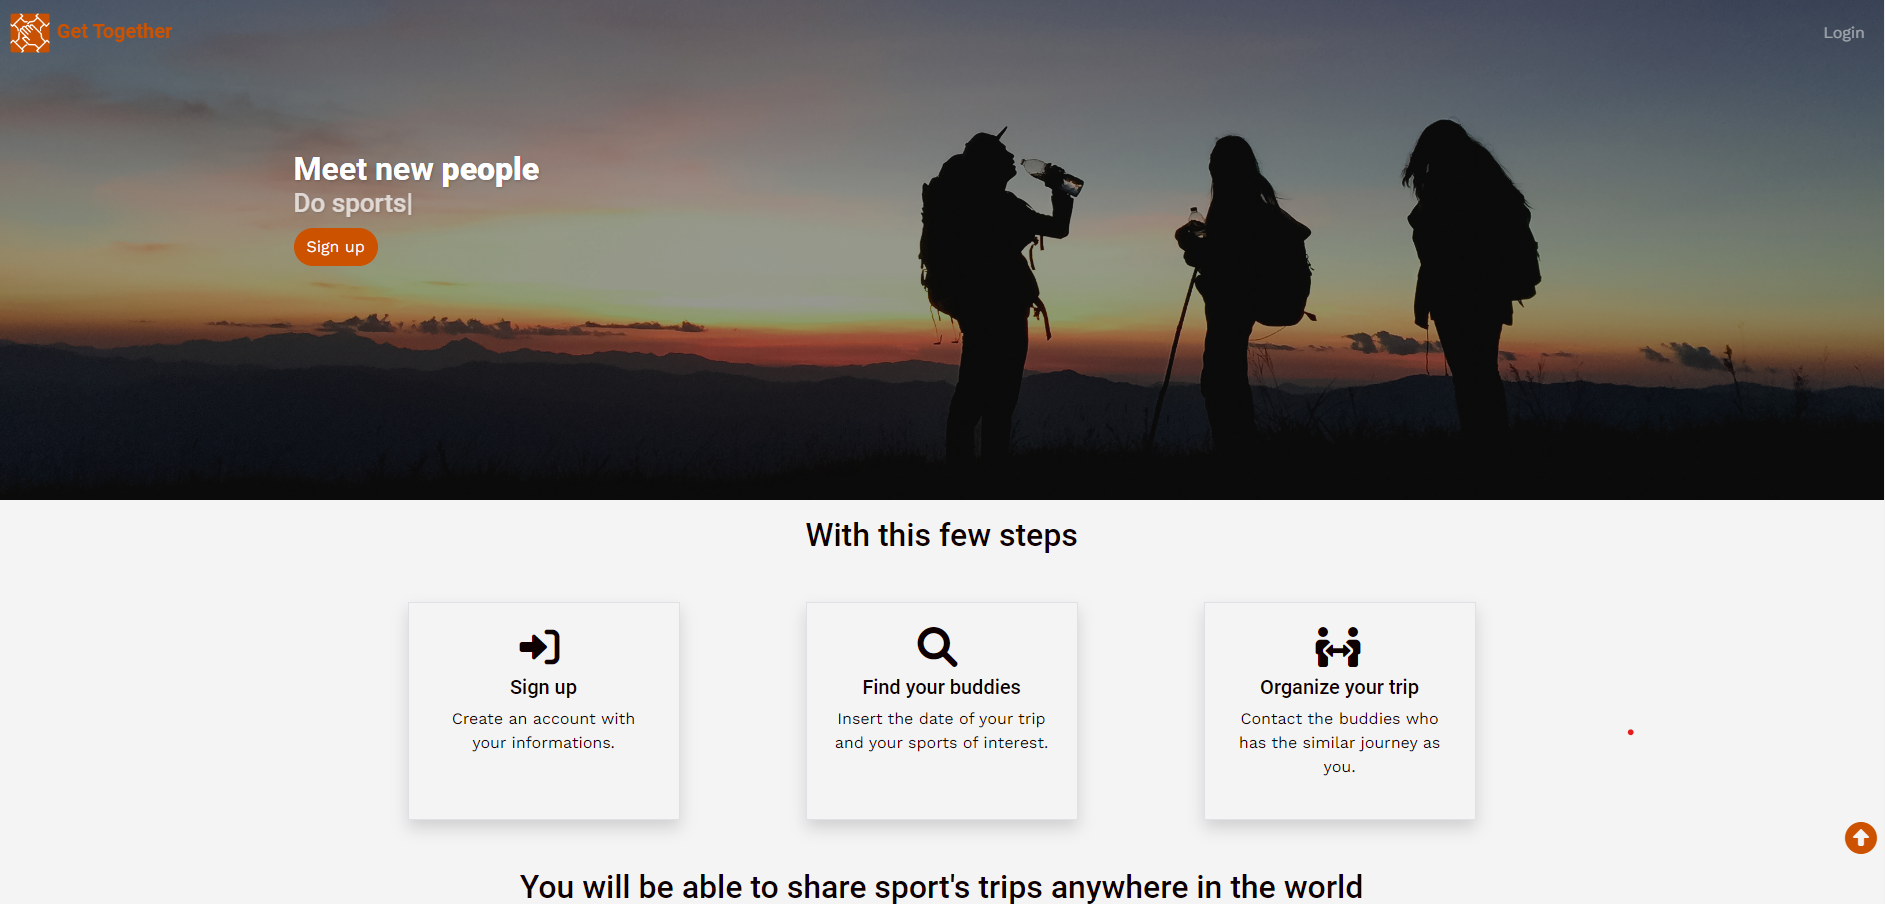 Get Together
Login
Meet new people
Do sports|
Sign up
With this few steps
Sign up
Create an account with
your informations.
Find your buddies
Insert the date of your trip
and your sports of interest.
Organize your trip
Contact the buddies who
has the similar journey as
you.
You will be able to share sport's trips anywhere in the world